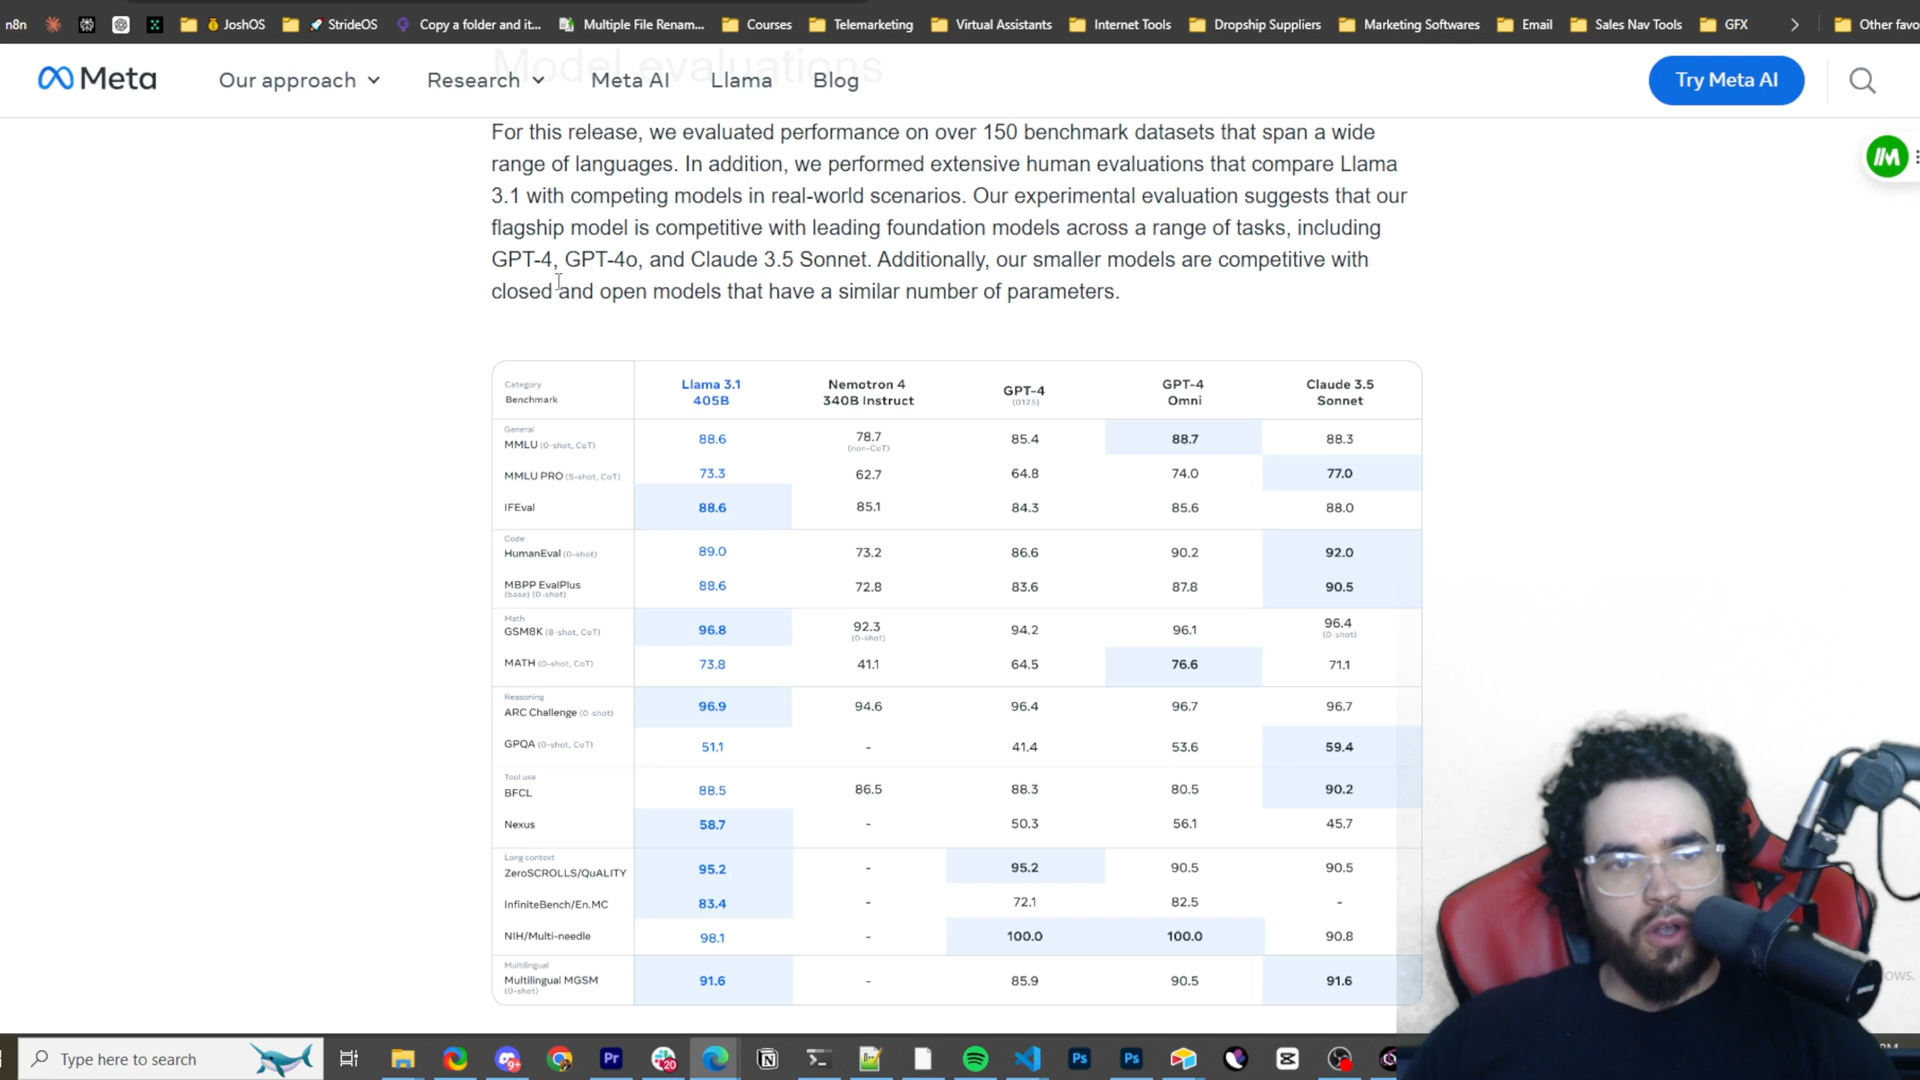 n8n JoshOS StrideOS Copy a folder and it... Multiple File Renam... Courses Telemarketing Virtual Assistants Internet Tools Dropship Suppliers Marketing Softwares Email Sales Nav Tools GFX Other favo
Model evaluations
Meta Our approach Research Meta AI Llama Blog Try Meta AI
For this release, we evaluated performance on over 150 benchmark datasets that span a wide
range of languages. In addition, we performed extensive human evaluations that compare Llama
3.1 with competing models in real-world scenarios. Our experimental evaluation suggests that our
flagship model is competitive with leading foundation models across a range of tasks, including
GPT-4, GPT-4o, and Claude 3.5 Sonnet. Additionally, our smaller models are competitive with
closed and open models that have a similar number of parameters.
Category
Benchmark
Llama 3.1
405B
Nemotron 4
340B Instruct
GPT-4
(0125)
GPT-4
Omni
Claude 3.5
Sonnet
General
MMLU (0-shot, CoT) 88.6 78.7 85.4 88.7 88.3
(non-CoT)
MMLU PRO (5-shot, CoT) 73.3 62.7 64.8 74.0 77.0
IFEval 88.6 85.1 84.3 85.6 88.0
Code
HumanEval (0-shot) 89.0 73.2 86.6 90.2 92.0
MBPP EvalPlus 88.6 72.8 83.6 87.8 90.5
(base) (0-shot)
Math
GSM8K (8-shot, CoT) 96.8 92.3 94.2 96.1 96.4
(0-shot) (0-shot)
MATH (0-shot, CoT) 73.8 41.1 64.5 76.6 71.1
Reasoning
ARC Challenge (0-shot) 96.9 94.6 96.4 96.7 96.7
GPQA (0-shot, CoT) 51.1 - 41.4 53.6 59.4
Tool use
BFCL 88.5 86.5 88.3 80.5 90.2
Nexus 58.7 - 50.3 56.1 45.7
Long context
ZeroSCROLLS/QuALITY 95.2 - 95.2 90.5 90.5
InfiniteBench/En.MC 83.4 - 72.1 82.5 -
NIH/Multi-needle 98.1 - 100.0 100.0 90.8
Multilingual
Multilingual MGSM 91.6 - 85.9 90.5 91.6
(0-shot)
ows.
Type here to search 9+ Pr 20 Ps Ps